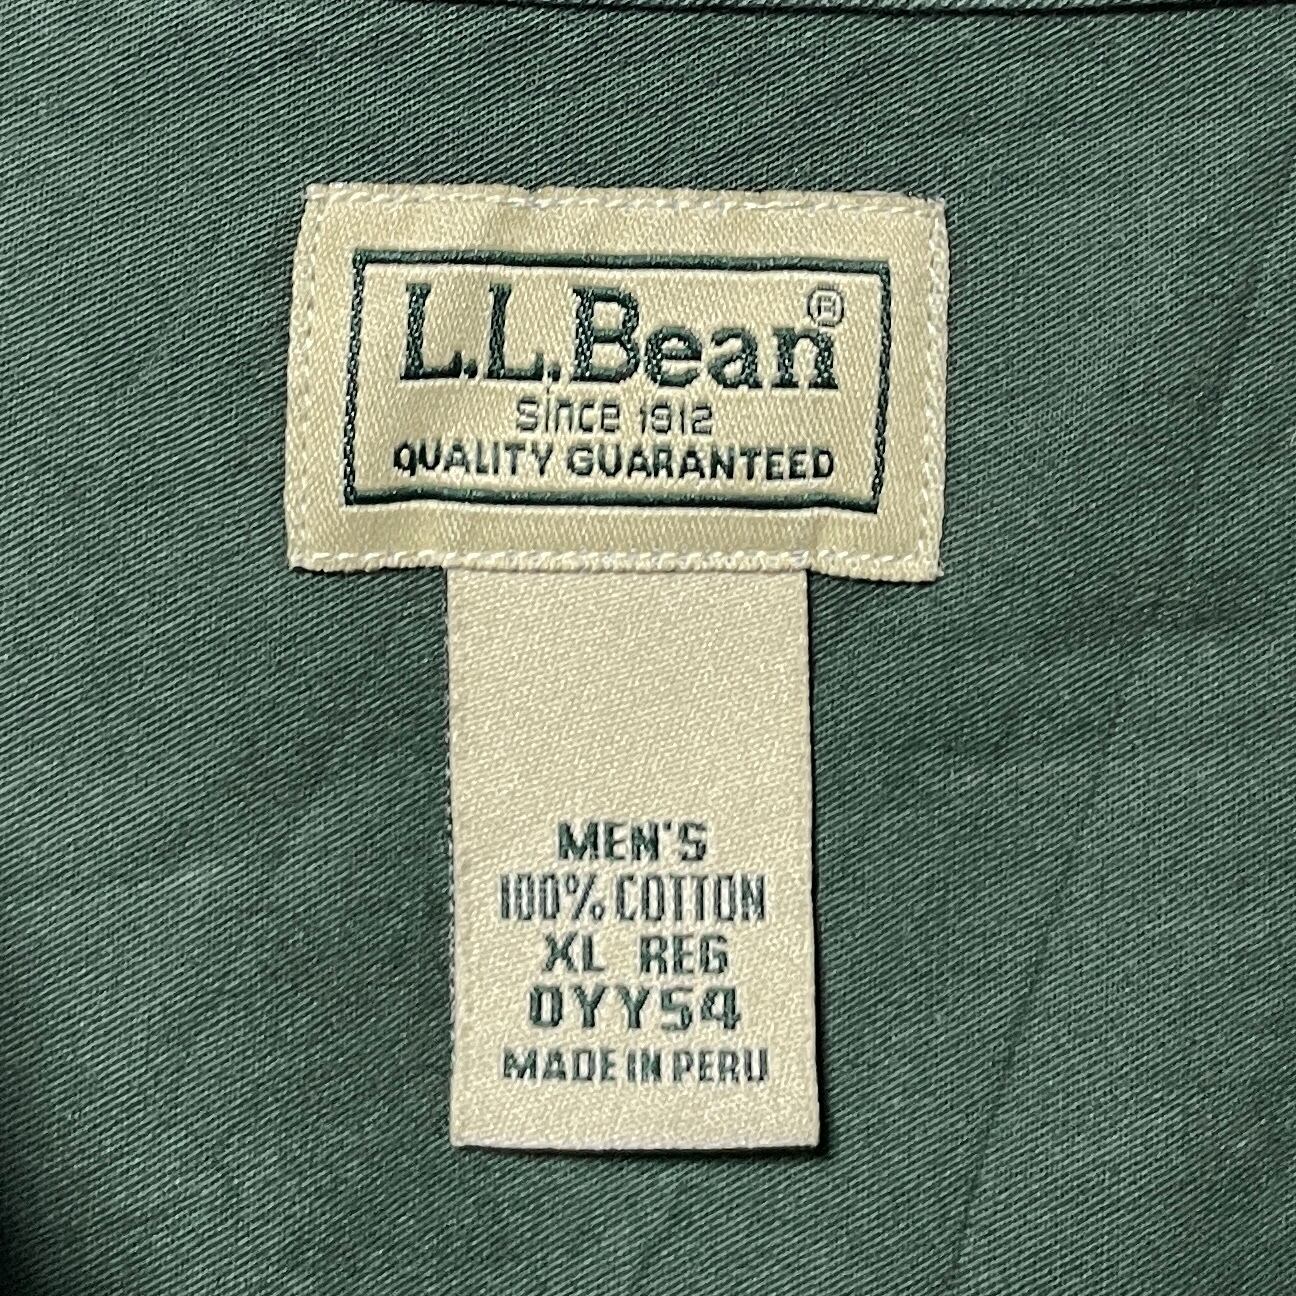 L.L.Bean®
Since 1912
QUALITY GUARANTEED
MEN'S
100% COTTON
XL REG
0YY54
MADE IN PERU